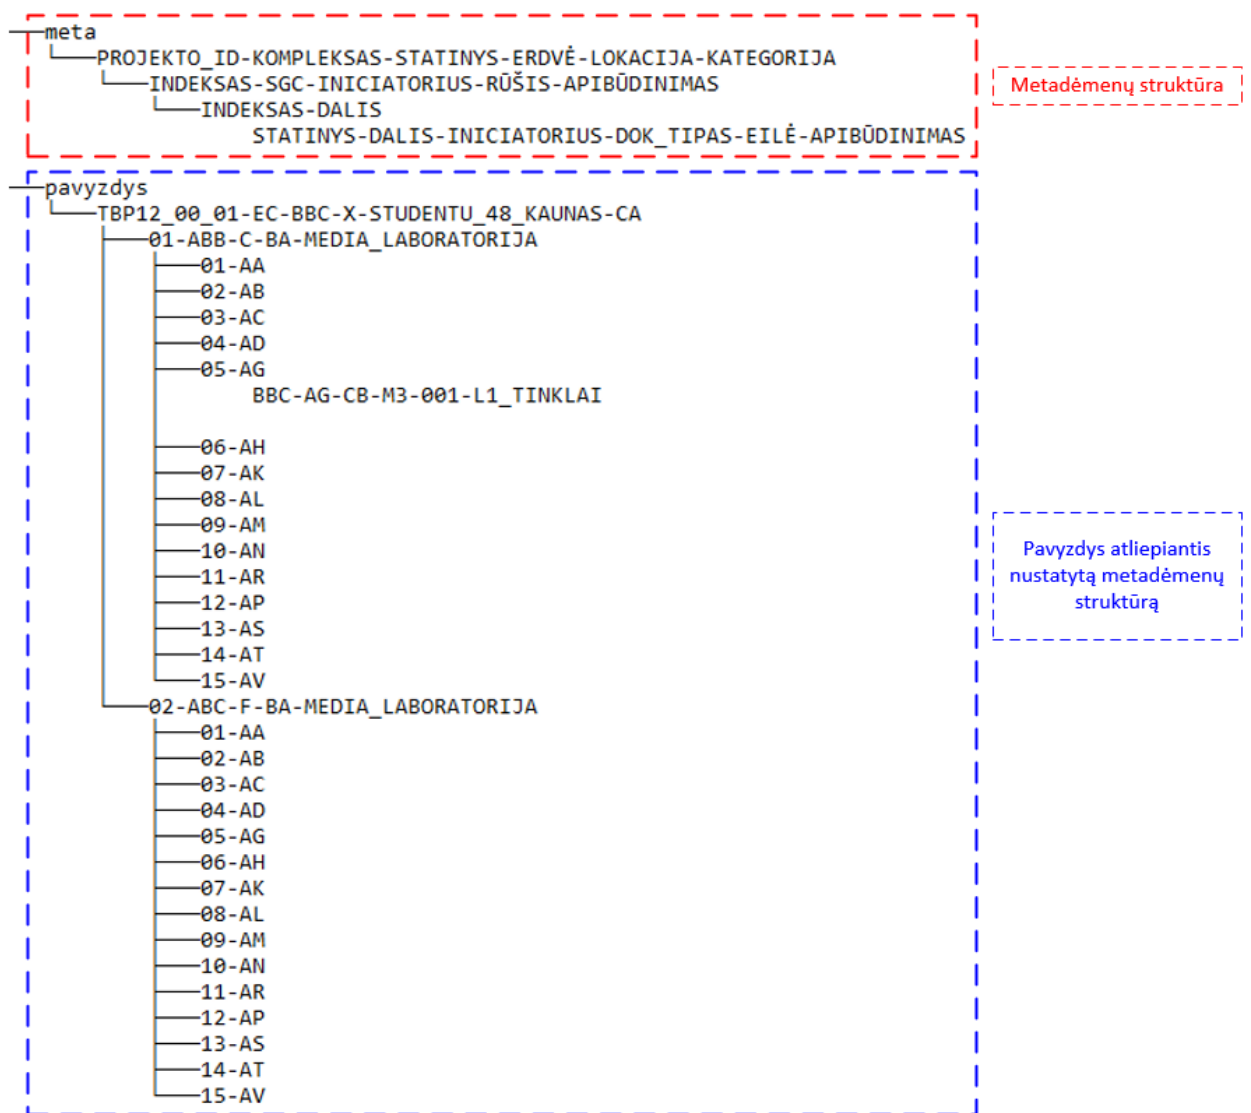 meta
PROJEKTO_ID-KOMPLEKSAS-STATINYS-ERDVĖ-LOKACIJA-KATEGORIJA
INDEKSAS-SGC-INICIATORIUS-RŪŠIS-APIBŪDINIMAS
INDEKSAS-DALIS
STATINYS-DALIS-INICIATORIUS-DOK_TIPAS-EILĖ-APIBŪDINIMAS
Metadėmenų struktūra
pavyzdys
TBP12_00_01-EC-BBC-X-STUDENTU_48_KAUNAS-CA
01-ABB-C-BA-MEDIA_LABORATORIJA
01-AA
02-AB
03-AC
04-AD
05-AG
BBC-AG-CB-M3-001-L1_TINKLAI
06-AH
07-AK
08-AL
09-AM
10-AN
11-AR
12-AP
13-AS
14-AT
15-AV
02-ABC-F-BA-MEDIA_LABORATORIJA
01-AA
02-AB
03-AC
04-AD
05-AG
06-AH
07-AK
08-AL
09-AM
10-AN
11-AR
12-AP
13-AS
14-AT
15-AV
Pavyzdys atliepiantis
nustatytą metadėmenų
struktūrą